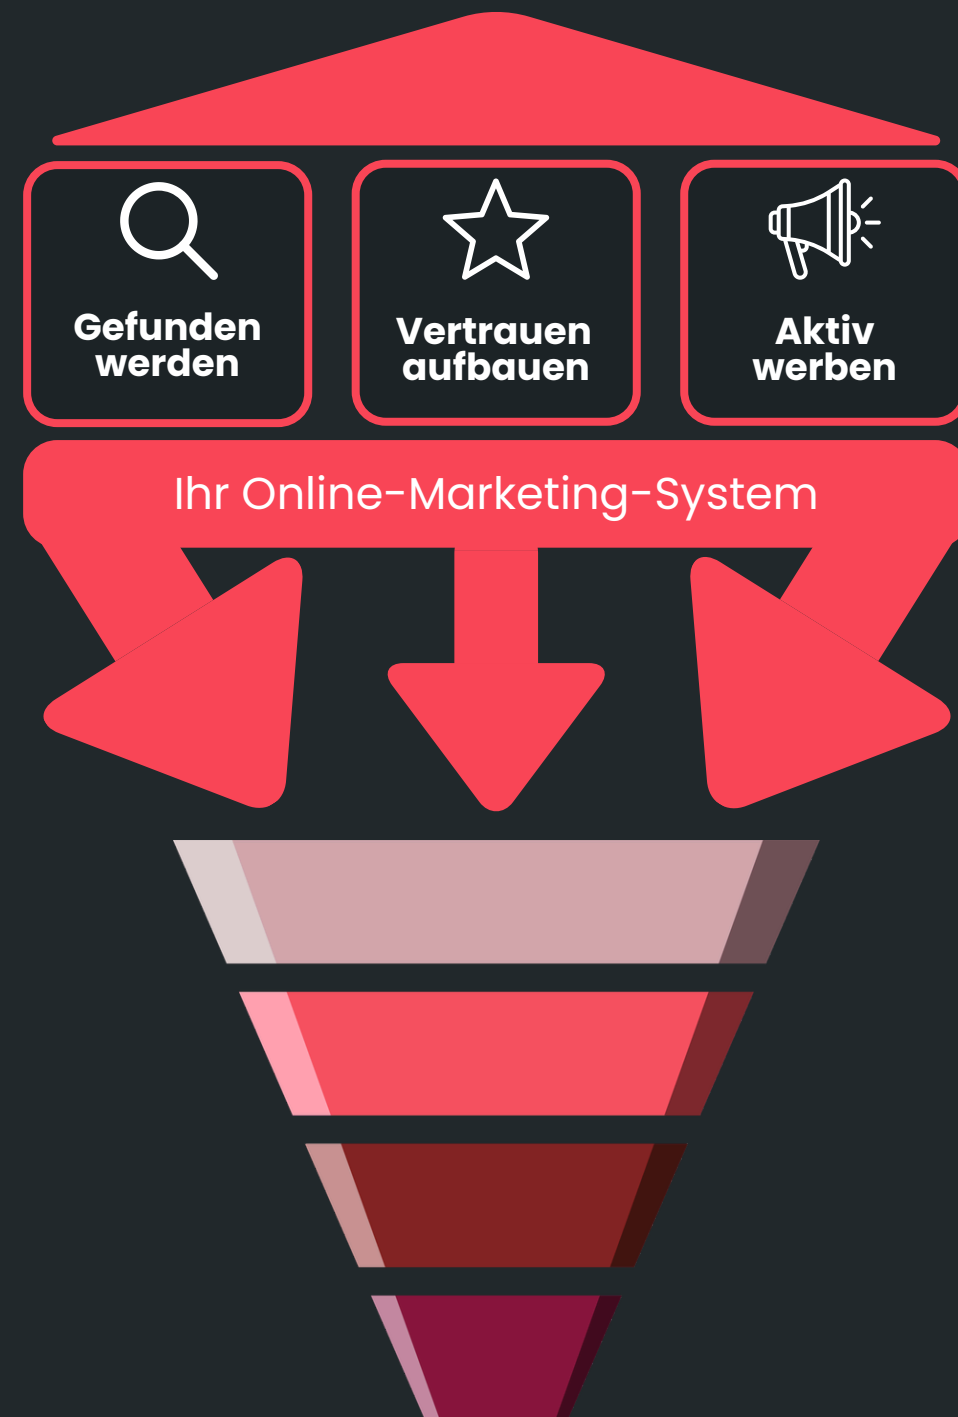 Gefunden
werden
Vertrauen
aufbauen
Aktiv
werben
Ihr Online-Marketing-System